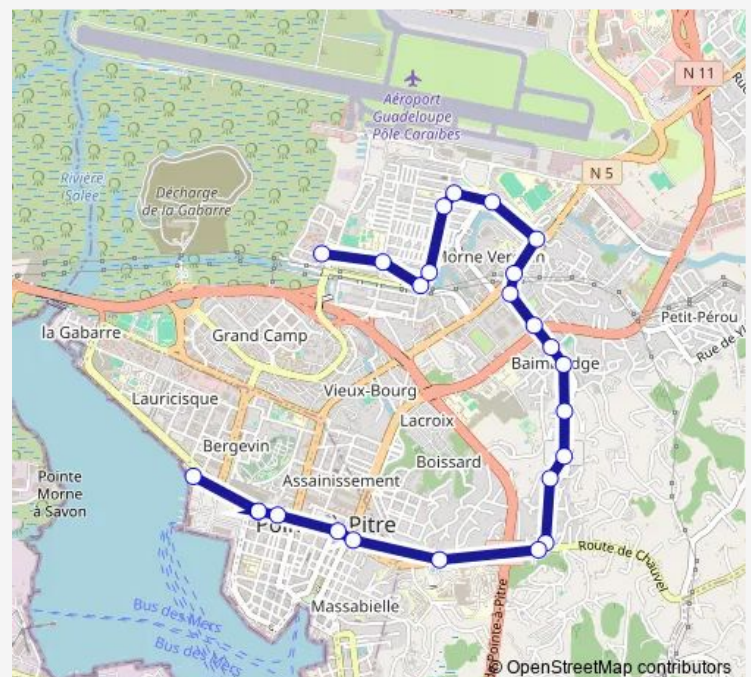 N 11
Aéroport
Guadeloupe
Pôle Caraïbes
N 5
Rivière
Salée
Décharge
de la Gabarre
Petit-Pérou
la Gabarre
Grand Camp
Vieux-Bourg
Lauricisque
Lacroix
Bergevin
Boissard
Assainissement
Pointe
Morne
à Savon
Route de Chauvel
Massabielle
Bus des Mers
Bus des Mers
© OpenStreetMap contributors